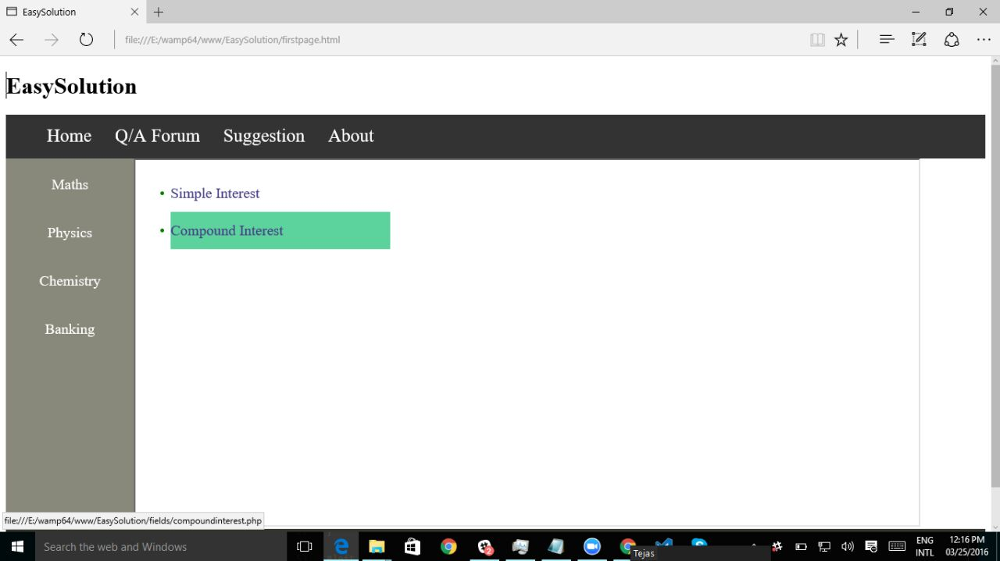 EasySolution
file:///E:/wamp64/www/EasySolution/firstpage.html
EasySolution
Home Q/A Forum Suggestion About
Maths
Physics
Chemistry
Banking
Simple Interest
Compound Interest
file:///E:/wamp64/www/EasySolution/fields/compoundinterest.php
Search the web and Windows
2
Tejas
ENG
INTL
12:16 PM
03/25/2016